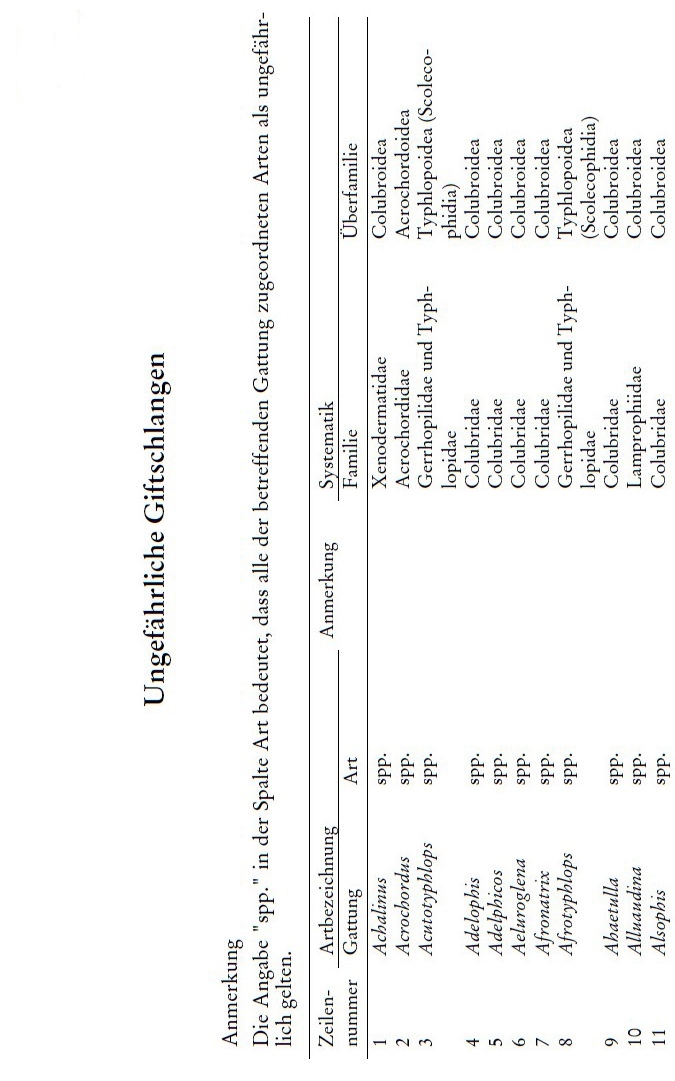 Ungefährliche Giftschlangen
Anmerkung
Die Angabe "spp." in der Spalte Art bedeutet, dass alle der betreffenden Gattung zugeordneten Arten als ungefähr-
lich gelten.
Zeilen- Artbezeichnung Anmerkung Systematik
nummer Gattung Art Familie Überfamilie
1 Achalinus spp. Xenodermatidae Colubroidea
2 Acrochordus spp. Acrochordidae Acrochordoidea
3 Acutotyphlops spp. Gerrhopilidae und Typh- Typhlopoidea (Scoleco-
lopidae phidia)
4 Adelophis spp. Colubridae Colubroidea
5 Adelphicos spp. Colubridae Colubroidea
6 Aeluroglena spp. Colubridae Colubroidea
7 Afronatrix spp. Colubridae Colubroidea
8 Afrotyphlops spp. Gerrhopilidae und Typh- Typhlopoidea
lopidae (Scolecophidia)
9 Ahaetulla spp. Colubridae Colubroidea
10 Alluaudina spp. Lamprophiidae Colubroidea
11 Alsophis spp. Colubridae Colubroidea